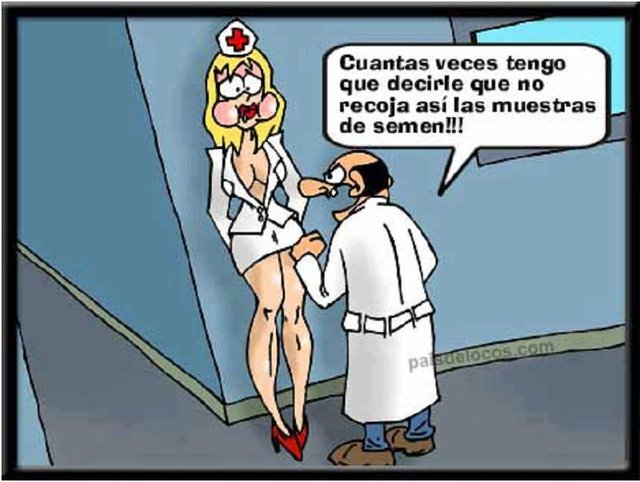 Cuantas veces tengo
que decirle que no
recoja así las muestras
de semen!!!
paisdelocos.com